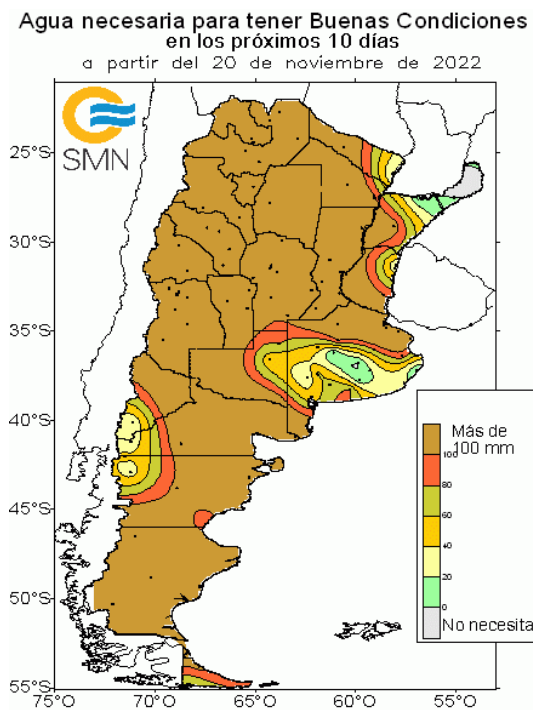 Agua necesaria para tener Buenas Condiciones
en los próximos 10 días
a partir del 20 de noviembre de 2022
SMN
25°S
30°S
35°S
40°S
45°S
50°S
55°S
75°O
70°O
65°O
60°O
55°O
Más de
100 mm
100
80
60
40
20
0
No necesita